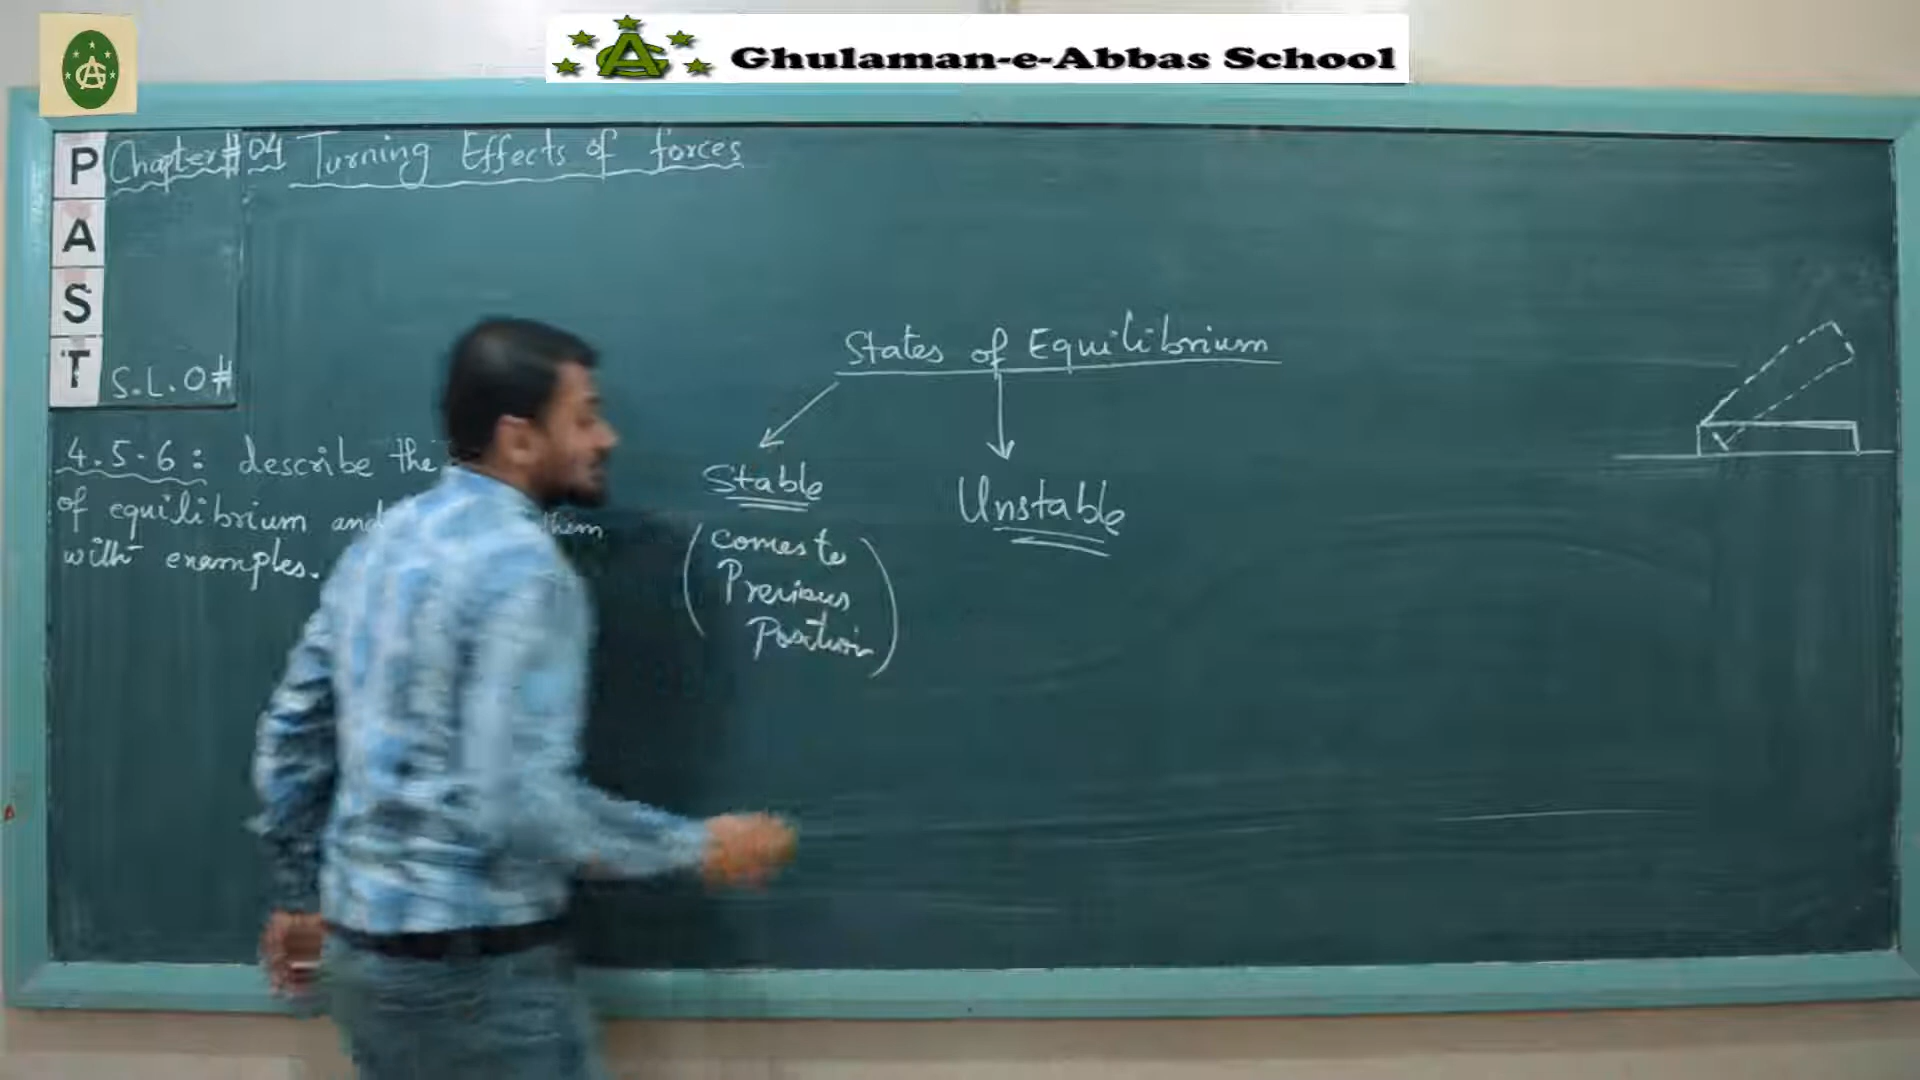 Ghulaman-e-Abbas School
P
A
S
T
Chapter #04 Turning Effects of forces
S.L.O#
4.5.6: describe the
of equilibrium and them
with examples.
States of Equilibrium
Stable
Unstable
(comes to
Previous
Position)